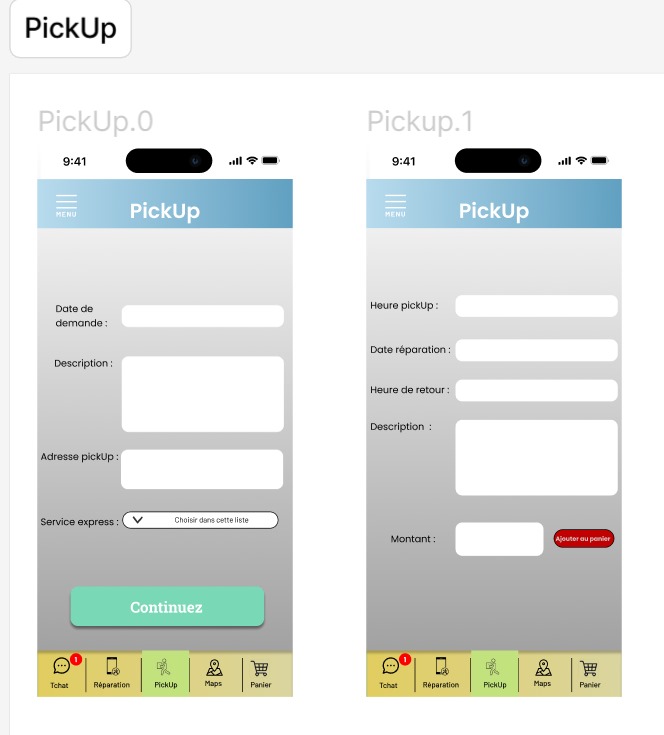 PickUp
PickUp.0
9:41
MENU
PickUp
Date de
demande :
Description :
Adresse pickUp :
Service express :
Choisir dans cette liste
Continuez
1
Tchat
Réparation
PickUp
Maps
Panier
Pickup.1
9:41
MENU
PickUp
Heure pickUp :
Date réparation :
Heure de retour :
Description :
Montant :
Ajouter au panier
1
Tchat
Réparation
PickUp
Maps
Panier